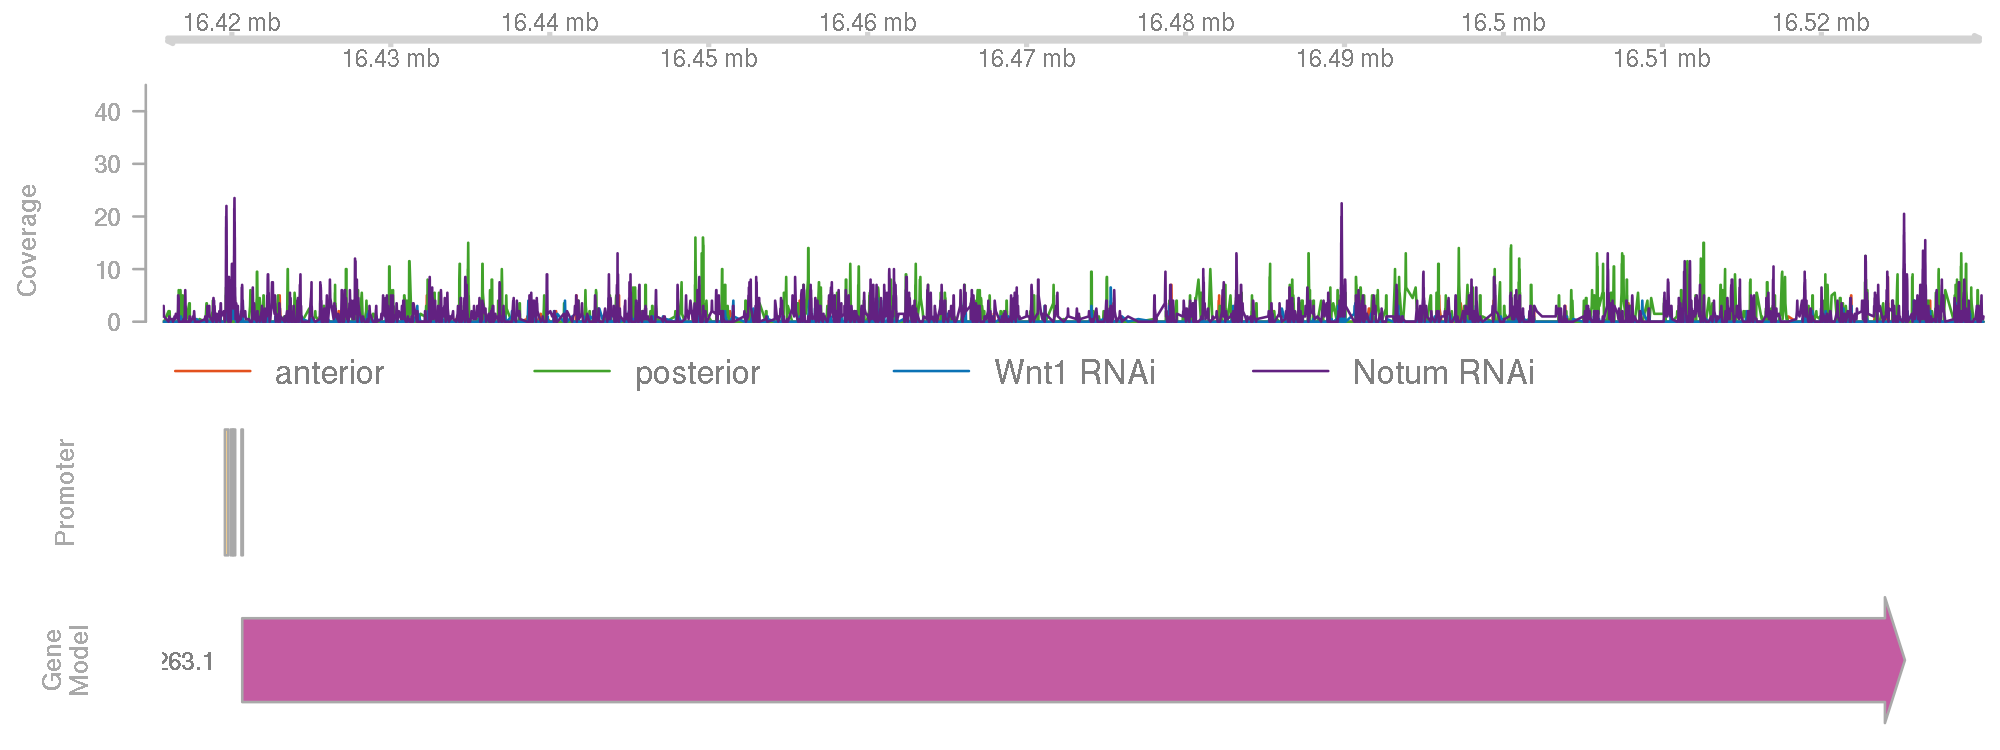 16.42 mb 16.44 mb 16.46 mb 16.48 mb 16.5 mb 16.52 mb
16.43 mb 16.45 mb 16.47 mb 16.49 mb 16.51 mb
Coverage
40
30
20
10
0
anterior posterior Wnt1 RNAi Notum RNAi
Promoter
Gene
Model
263.1